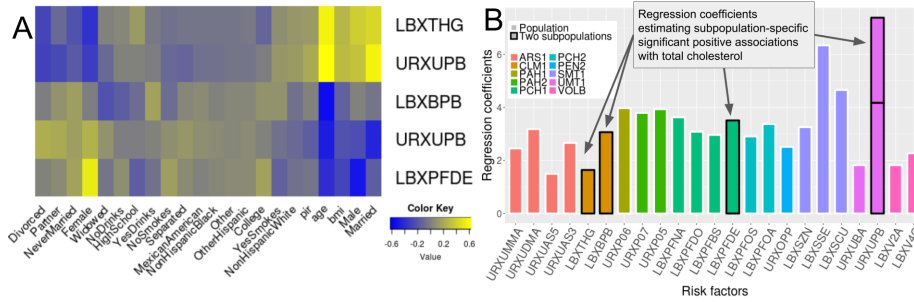 A
LBXTHG
URXUPB
LBXBPB
URXUPB
LBXPFDE
Divorced
Partner
NeverMarried
Female
Widowed
NoDrinks
HighSchool
YesDrinks
NoSmokes
Separated
MexicanAmerican
NonHispanicBlack
Other
OtherHispanic
College
YesSmokes
NonHispanicWhite
pir
age
bmi
Male
Married
Color Key
-0.6 0 0.6
Value
B
Population
Two subpopulations
Regression coefficients
estimating subpopulation-specific
significant positive associations
with total cholesterol
ARS1 PCH2
CLM1 PEN2
PAH1 SMT1
PAH2 UMT1
PCH1 VOLB
Regression coefficients
6
4
2
0
URXUMMA
URXUDMA
URXUAS5
URXUAS3
LBXTHG
LBXBPB
URXP06
URXP07
URXP05
LBXPFNA
LBXPFDO
LBXPFBS
LBXPFDE
LBXPFOS
LBXPFOA
URXOPP
LBXSZN
LBXSSE
LBXSCU
URXUBA
URXUPB
LBXV2A
Risk factors